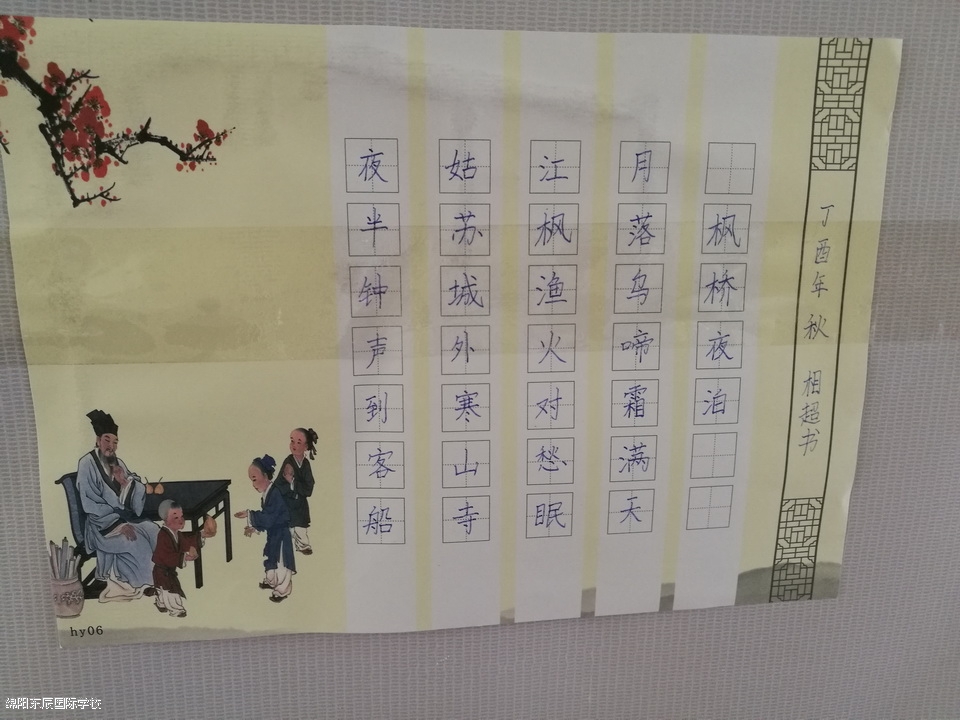 丁酉年秋 相超书
枫桥夜泊
月落乌啼霜满天
江枫渔火对愁眠
姑苏城外寒山寺
夜半钟声到客船
hy06
绵阳东辰国际学校